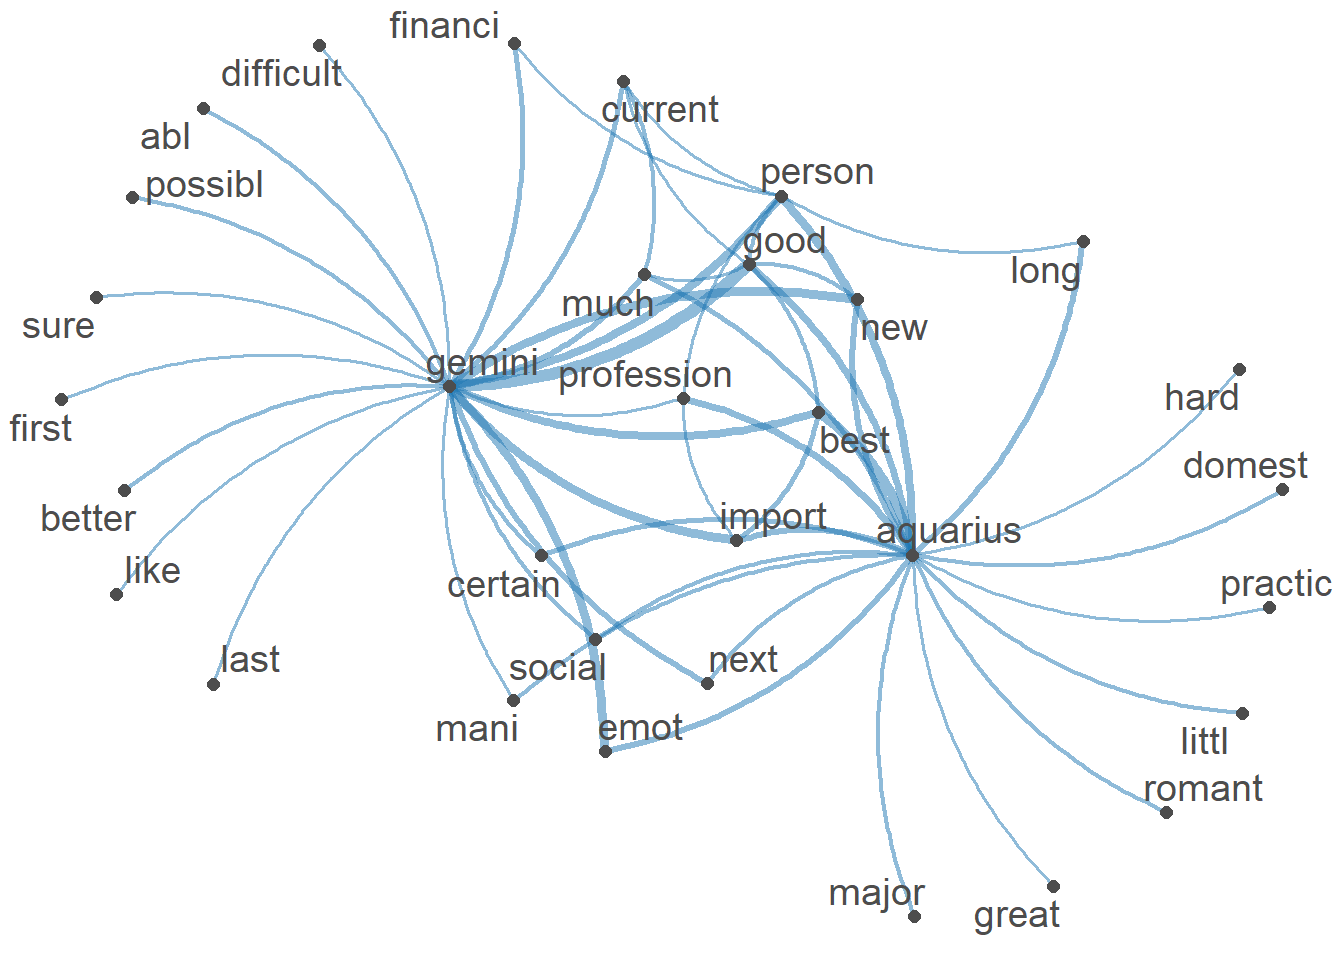 financi
difficult
current
abl
person
possibl
good
long
much
sure
new
gemini
profession
hard
first
best
domest
better
import
aquarius
like
certain
practic
last
social
next
mani
emot
littl
romant
major
great